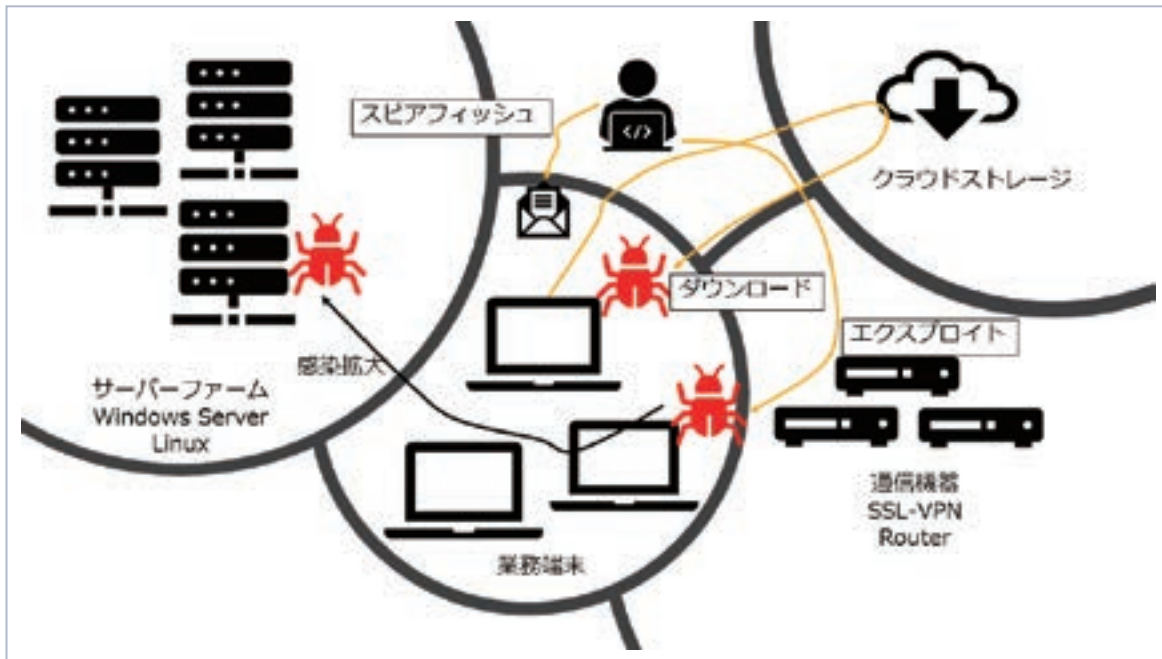 スピアフィッシュ
クラウドストレージ
ダウンロード
エクスプロイト
感染拡大
サーバーファーム
Windows Server
Linux
通信機器
SSL-VPN
Router
業務端末